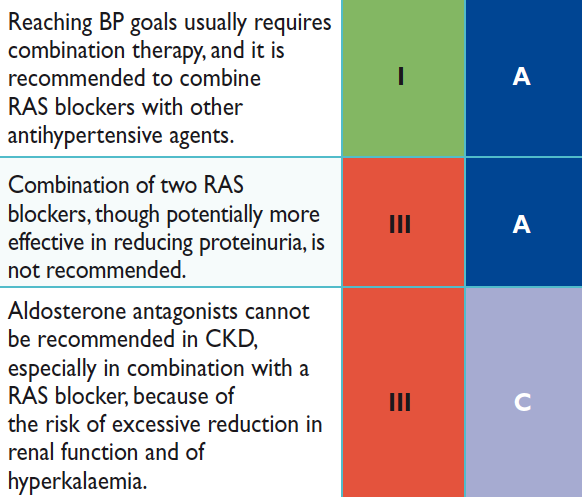 Reaching BP goals usually requires
combination therapy, and it is
recommended to combine
RAS blockers with other
antihypertensive agents.
I
A
Combination of two RAS
blockers, though potentially more
effective in reducing proteinuria, is
not recommended.
III
A
Aldosterone antagonists cannot
be recommended in CKD,
especially in combination with a
RAS blocker, because of
the risk of excessive reduction in
renal function and of
hyperkalaemia.
III
C